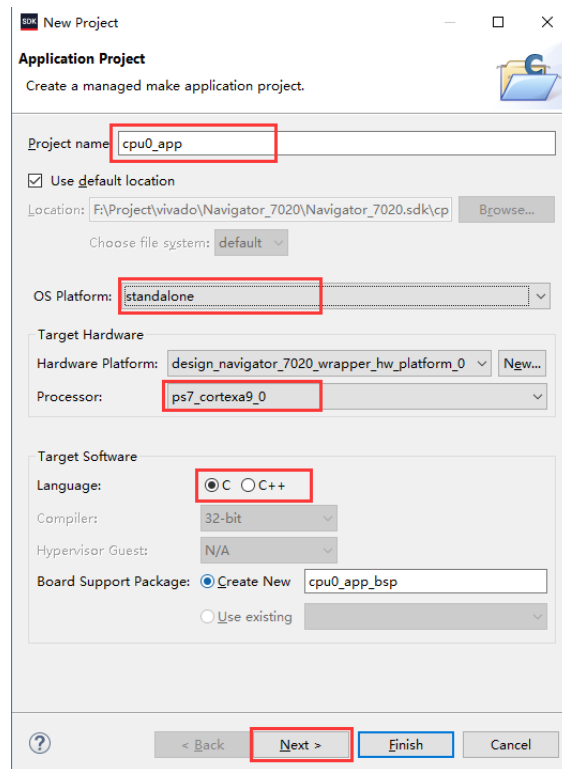 SDK New Project
Application Project
Create a managed make application project.
C
Project name: cpu0_app
Use default location
Location: F:\Project\vivado\Navigator_7020\Navigator_7020.sdk\cp Browse...
Choose file system: default
OS Platform: standalone
Target Hardware
Hardware Platform: design_navigator_7020_wrapper_hw_platform_0 New...
Processor: ps7_cortexa9_0
Target Software
Language: C C++
Compiler: 32-bit
Hypervisor Guest: N/A
Board Support Package: Create New cpu0_app_bsp
Use existing
? < Back Next > Finish Cancel